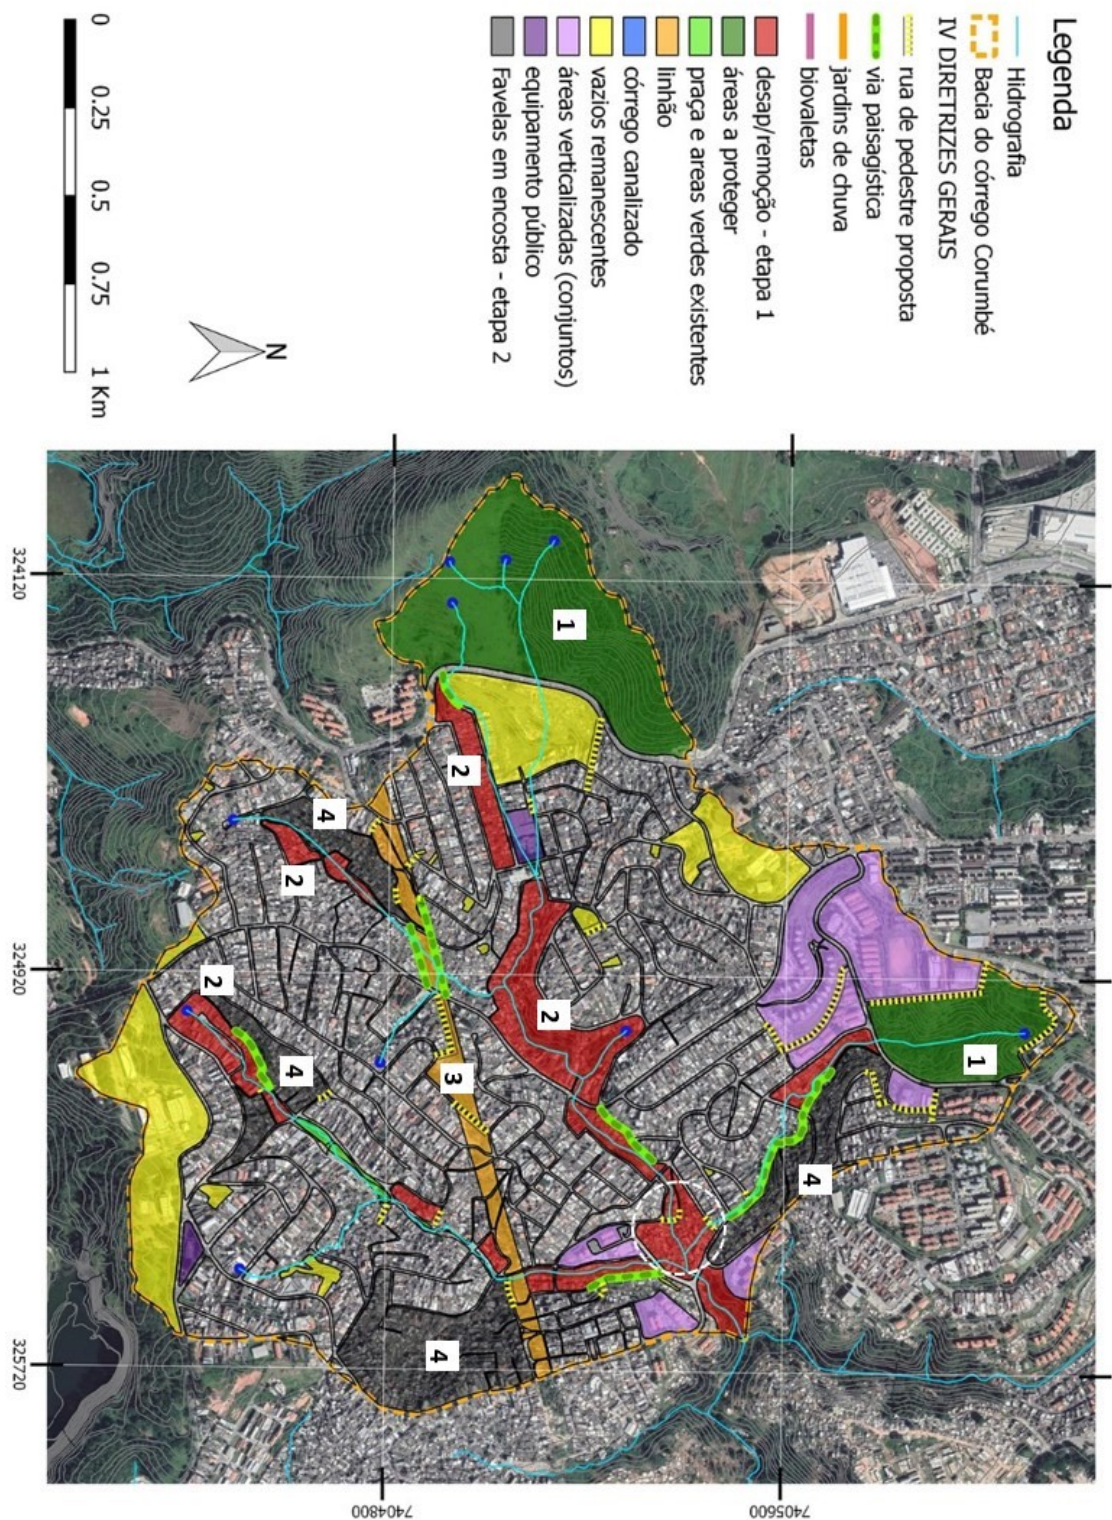 Legenda
Hidrografia
Bacia do córrego Corumbé
IV DIRETRIZES GERAIS
rua de pedestre proposta
via paisagística
jardins de chuva
biovaletas
desap/remoção - etapa 1
áreas a proteger
praça e areas verdes existentes
linhão
córrego canalizado
vazios remanescentes
áreas verticalizadas (conjuntos)
equipamento público
Favelas em encosta - etapa 2
0 0.25 0.5 0.75 1 Km
N
324120
324920
325720
7404800
7405600
1
2
4
2
2
2
4
3
1
4
4